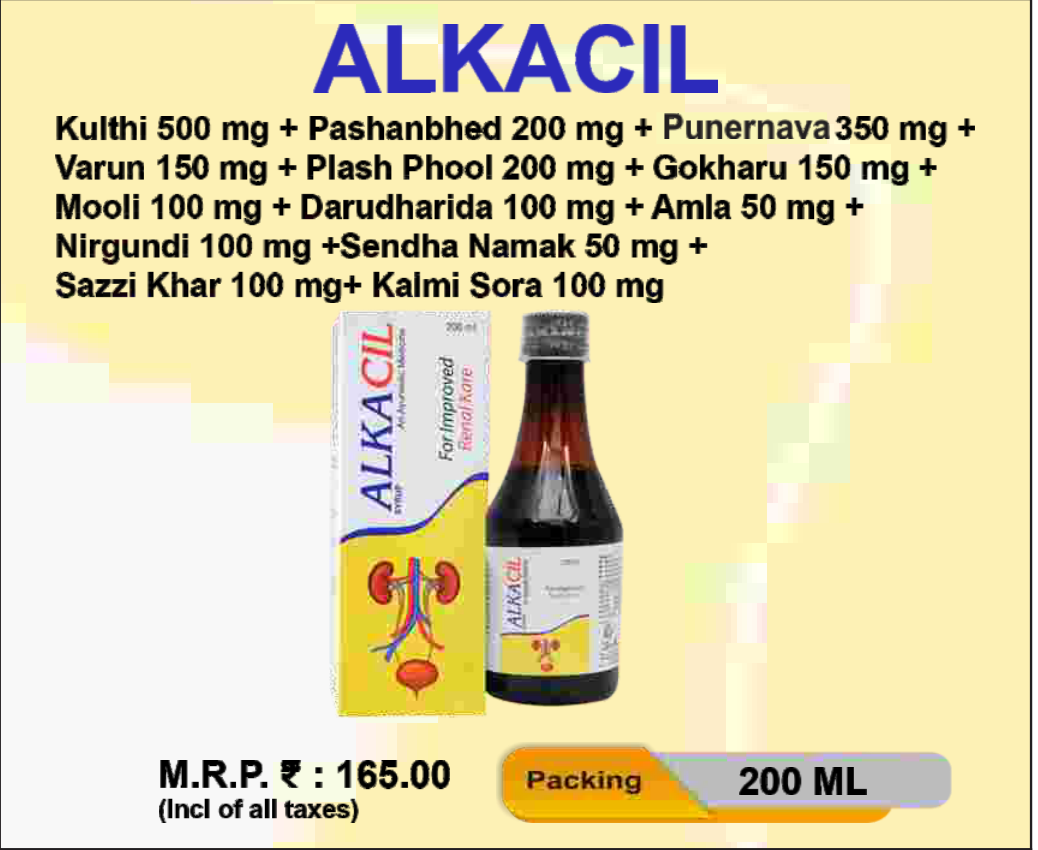 ALKACIL
Kulthi 500 mg + Pashanbhed 200 mg + Punernava 350 mg +
Varun 150 mg + Plash Phool 200 mg + Gokharu 150 mg +
Mooli 100 mg + Darudharida 100 mg + Amla 50 mg +
Nirgundi 100 mg +Sendha Namak 50 mg +
Sazzi Khar 100 mg+ Kalmi Sora 100 mg
200 ml
ALKACIL
SYRUP
An Ayurvedic Medicine
For Improved
Renal Kare
ALKACIL
M.R.P. ₹ : 165.00
(Incl of all taxes)
Packing
200 ML